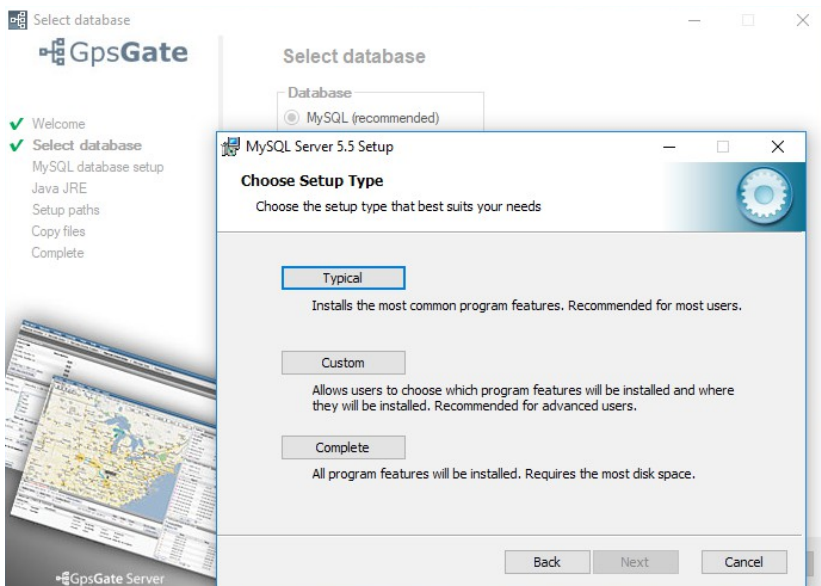 Select database
GpsGate
Select database
Database
MySQL (recommended)
Welcome
Select database
MySQL database setup
Java JRE
Setup paths
Copy files
Complete
MySQL Server 5.5 Setup
Choose Setup Type
Choose the setup type that best suits your needs
Typical
Installs the most common program features. Recommended for most users.
Custom
Allows users to choose which program features will be installed and where
they will be installed. Recommended for advanced users.
Complete
All program features will be installed. Requires the most disk space.
Back
Next
Cancel
GpsGate Server